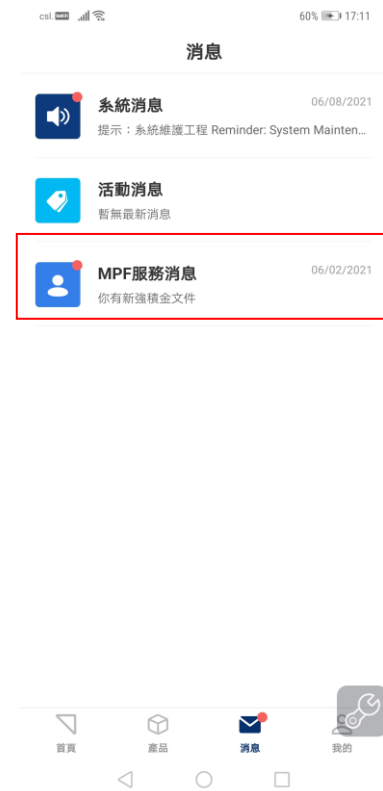 csl. 60% 17:11
消息
系統消息 06/08/2021
提示：系統維護工程 Reminder: System Mainten...
活動消息
暫無最新消息
MPF服務消息 06/02/2021
你有新強積金文件
首頁 產品 消息 我的